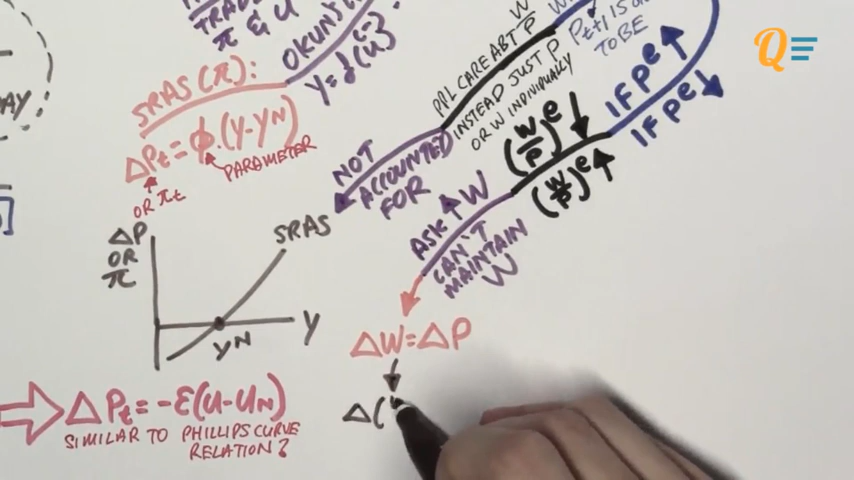 TRADE
π & U
OKUN'S
Y=f(U)
SRAS(π):
ΔPt=ϕ.(Y-YN)
PARAMETER
OR πt
ΔP
OR
π
SRAS
Y
YN
ΔPt=-ε(U-UN)
SIMILAR TO PHILLIPS CURVE
RELATION?
NOT
ACCOUNTED
FOR
PPL CARE ABT W/P
INSTEAD JUST P
OR W INDIVIDUALLY
Pt+1 IS
TO BE
IF Pe↑
IF Pe↓
(W/P)e↓
(W/P)e↑
ASK ↑W
CAN'T
MAINTAIN
W
ΔW=ΔP
Δ(
AY
Q